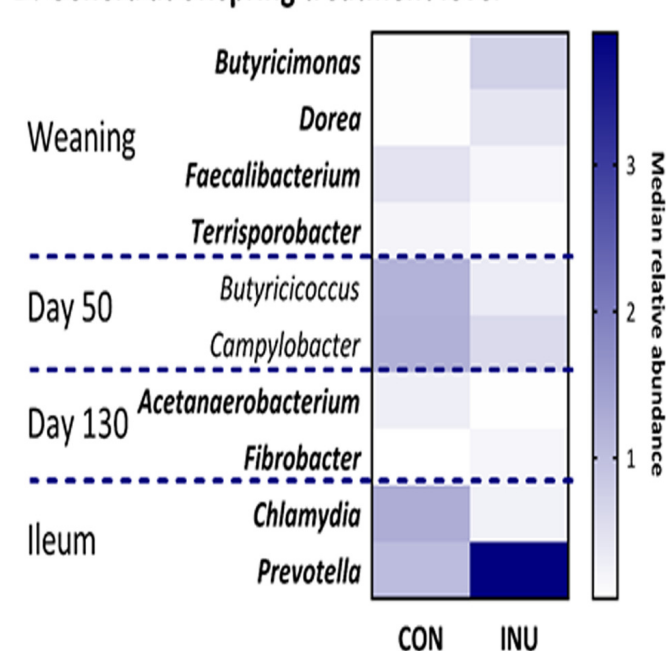 Butyricimonas
Dorea
Weaning
Faecalibacterium
Terrisporobacter
Butyricicoccus
Day 50
Campylobacter
Acetanaerobacterium
Day 130
Fibrobacter
Chlamydia
Ileum
Prevotella
CON INU
3
2
1
Median relative abundance